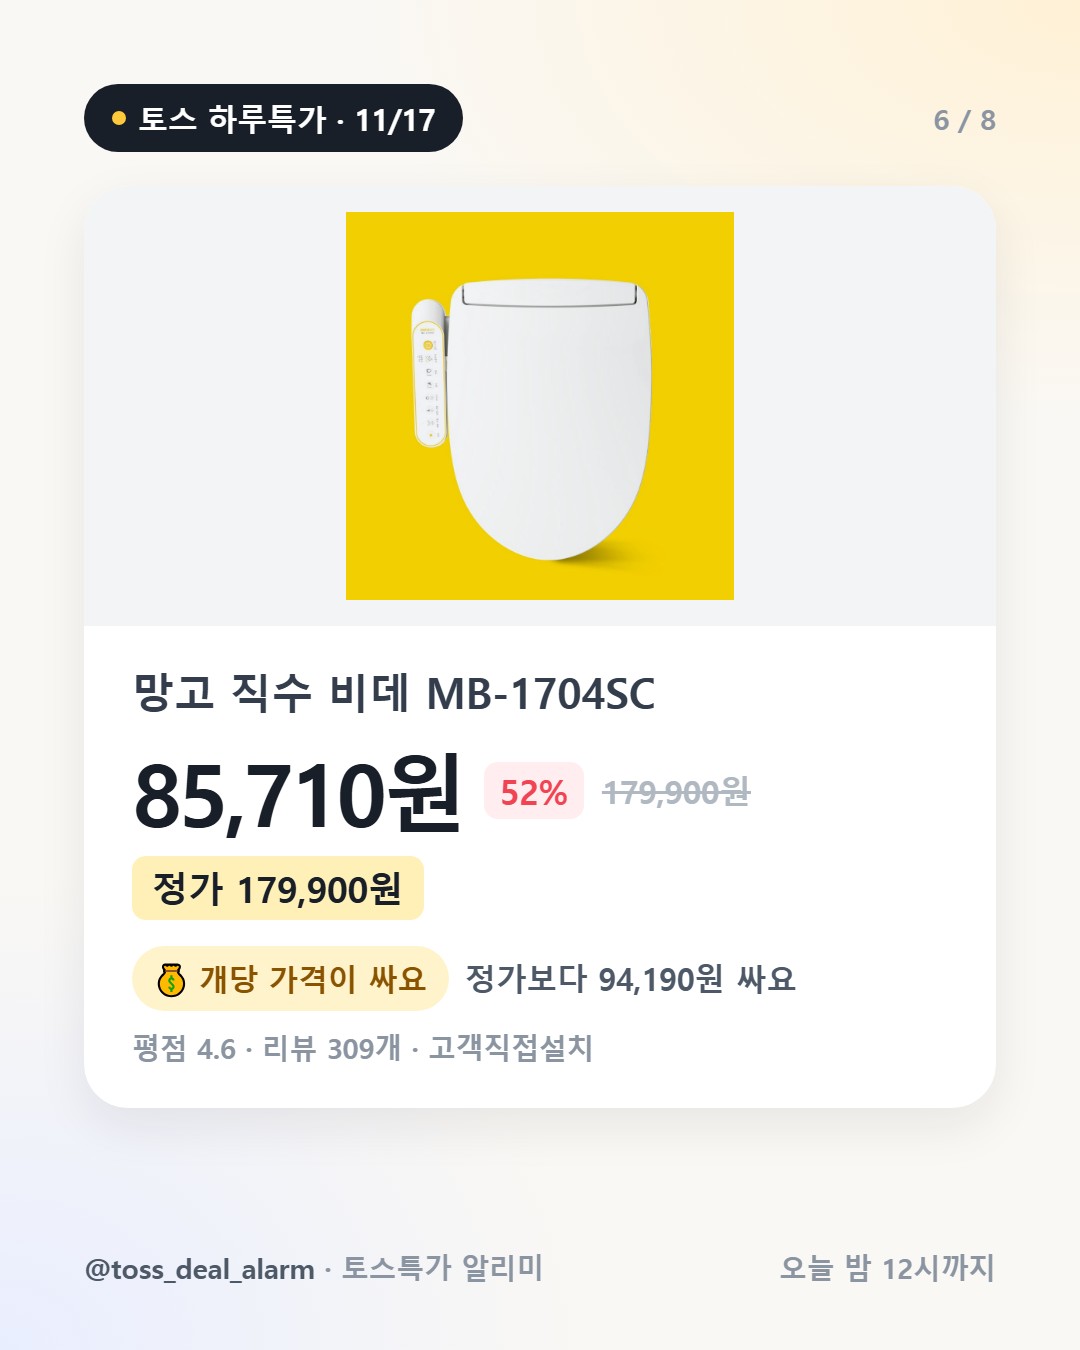 토스 하루특가 · 11/17
6 / 8
망고 직수 비데 MB-1704SC
85,710원 52% 179,900원
정가 179,900원
개당 가격이 싸요 정가보다 94,190원 싸요
평점 4.6 · 리뷰 309개 · 고객직접설치
@toss_deal_alarm · 토스특가 알리미
오늘 밤 12시까지